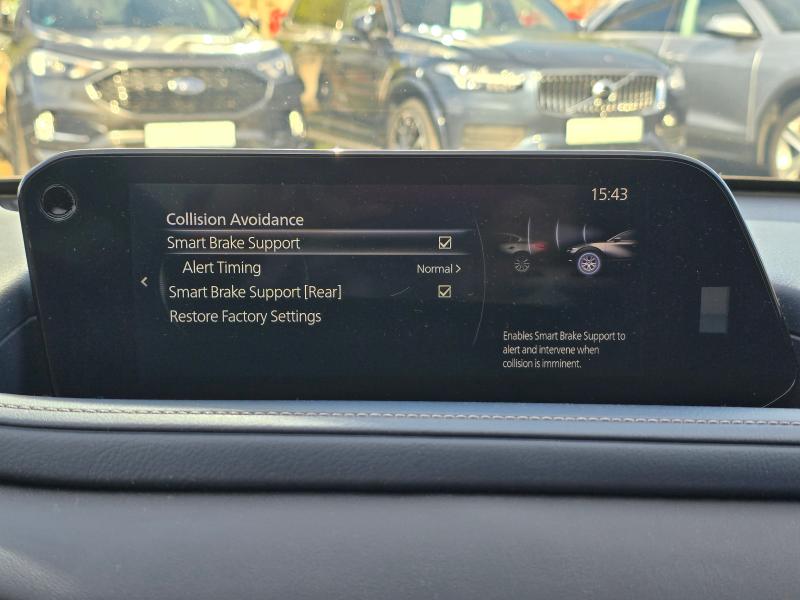 15:43
Collision Avoidance
Smart Brake Support
Alert Timing Normal
Smart Brake Support [Rear]
Restore Factory Settings
Enables Smart Brake Support to
alert and intervene when
collision is imminent.